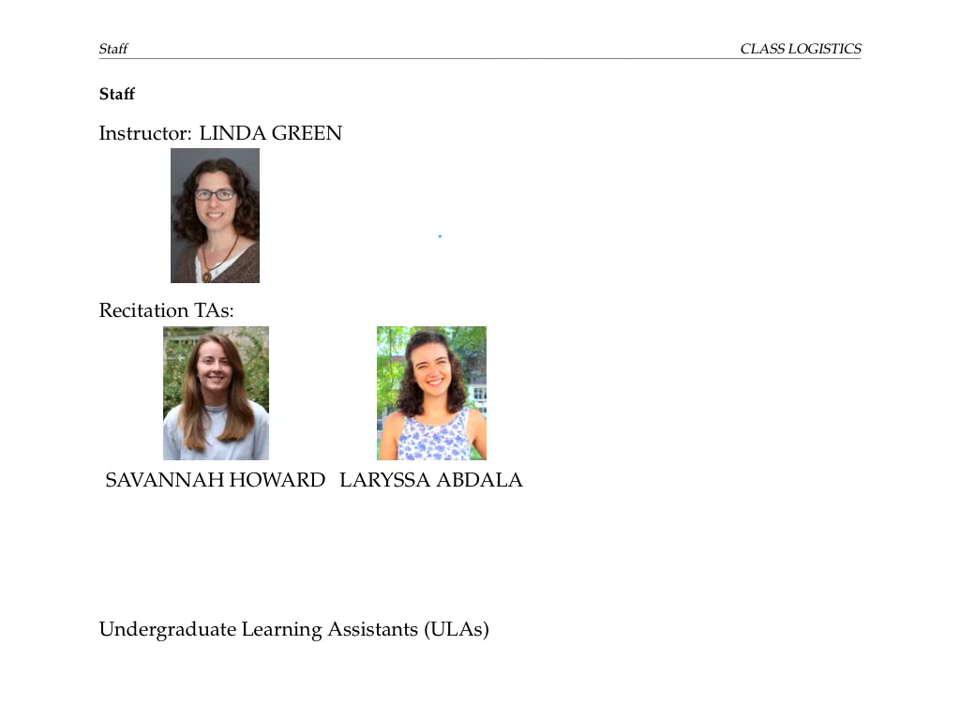 Staff CLASS LOGISTICS
Staff
Instructor: LINDA GREEN
Recitation TAs:
SAVANNAH HOWARD LARYSSA ABDALA
Undergraduate Learning Assistants (ULAs)